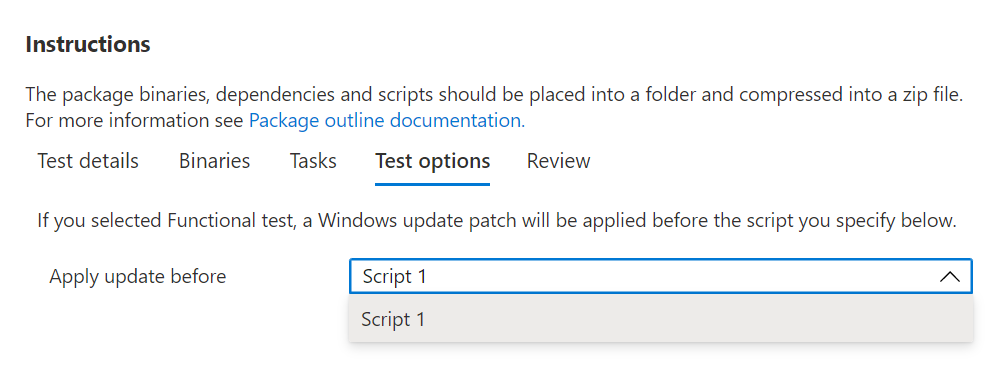 Instructions
The package binaries, dependencies and scripts should be placed into a folder and compressed into a zip file.
For more information see Package outline documentation.
Test details Binaries Tasks Test options Review
If you selected Functional test, a Windows update patch will be applied before the script you specify below.
Apply update before Script 1
Script 1